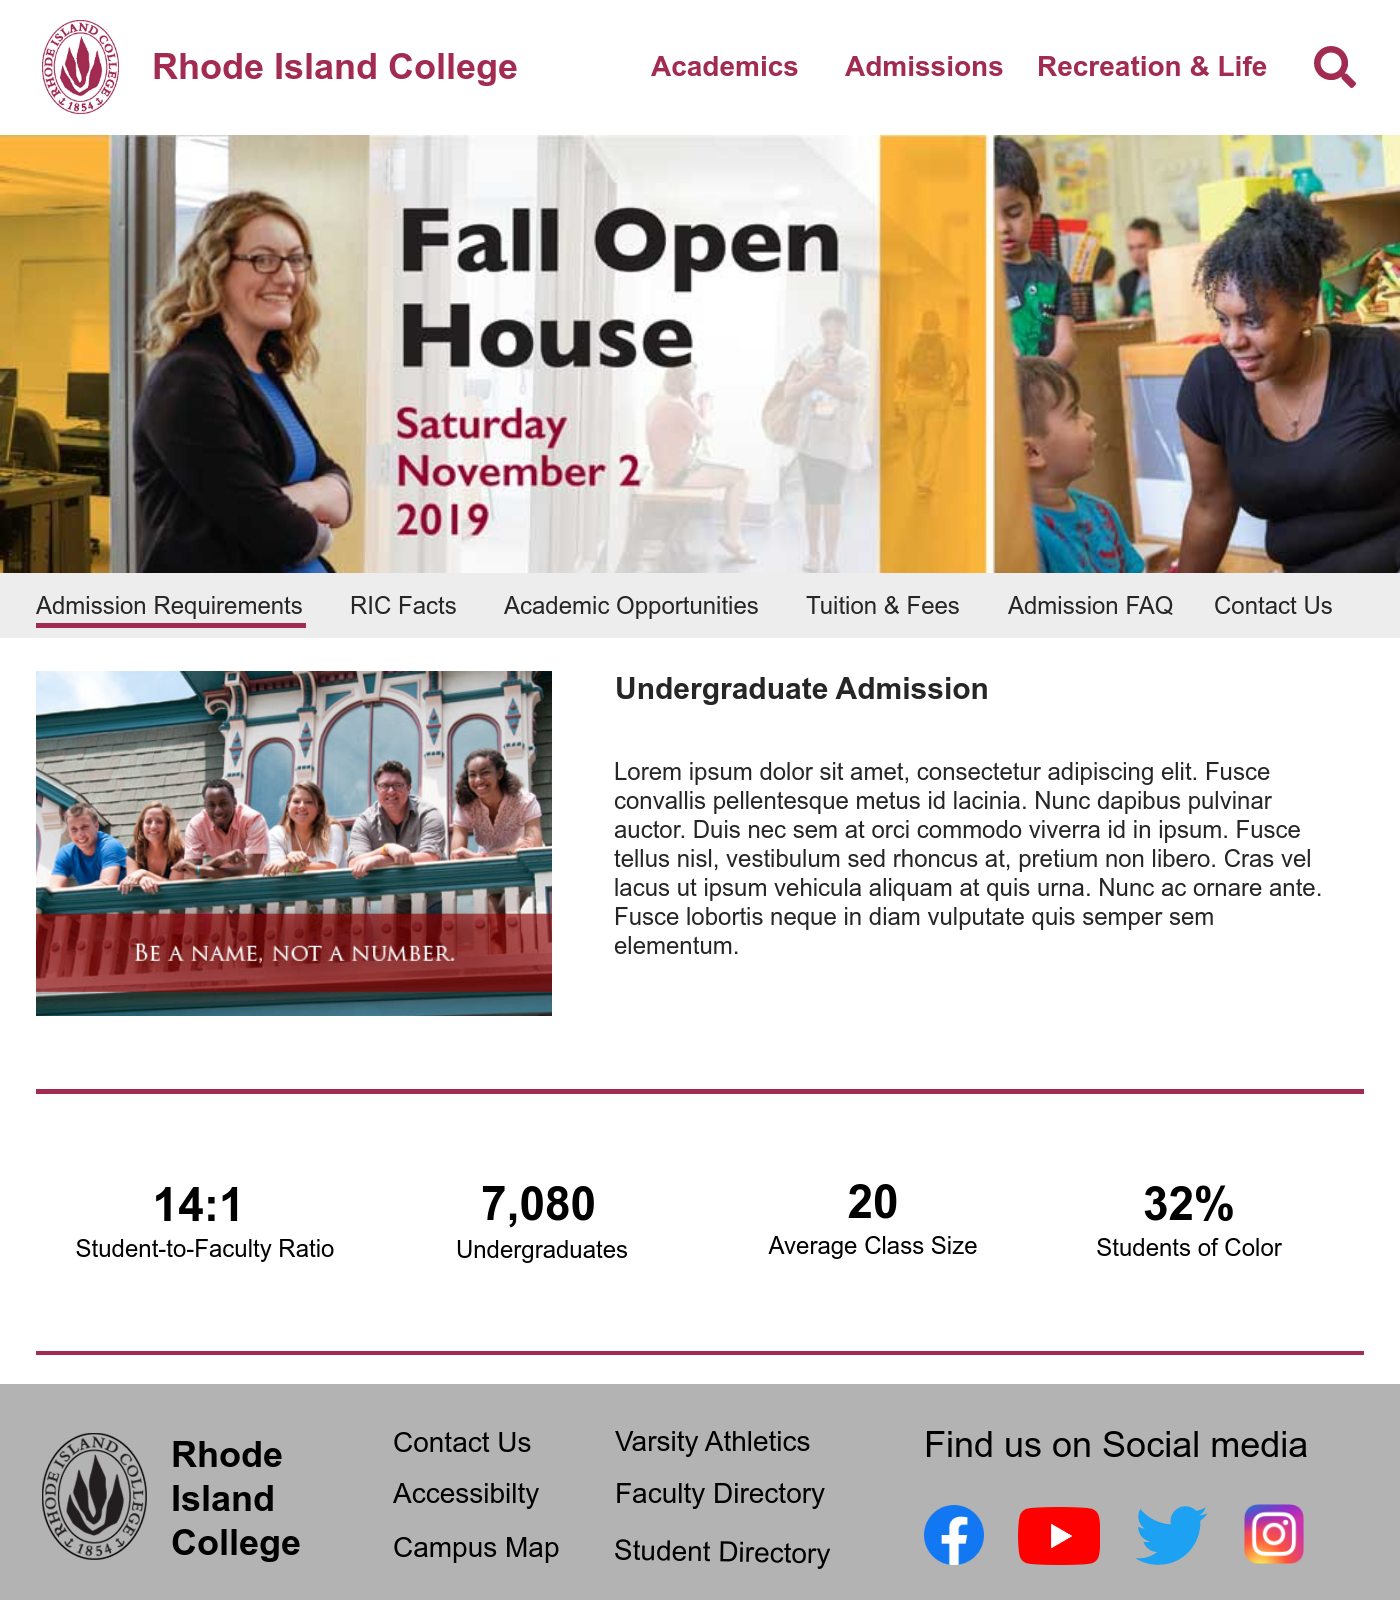 RHODE ISLAND COLLEGE
1854
Rhode Island College
Academics
Admissions
Recreation & Life
Fall Open
House
Saturday
November 2
2019
Admission Requirements
RIC Facts
Academic Opportunities
Tuition & Fees
Admission FAQ
Contact Us
Undergraduate Admission
Lorem ipsum dolor sit amet, consectetur adipiscing elit. Fusce
convallis pellentesque metus id lacinia. Nunc dapibus pulvinar
auctor. Duis nec sem at orci commodo viverra id in ipsum. Fusce
tellus nisl, vestibulum sed rhoncus at, pretium non libero. Cras vel
lacus ut ipsum vehicula aliquam at quis urna. Nunc ac ornare ante.
Fusce lobortis neque in diam vulputate quis semper sem
elementum.
BE A NAME, NOT A NUMBER.
14:1
Student-to-Faculty Ratio
7,080
Undergraduates
20
Average Class Size
32%
Students of Color
RHODE ISLAND COLLEGE
1854
Rhode
Island
College
Contact Us
Accessibilty
Campus Map
Varsity Athletics
Faculty Directory
Student Directory
Find us on Social media